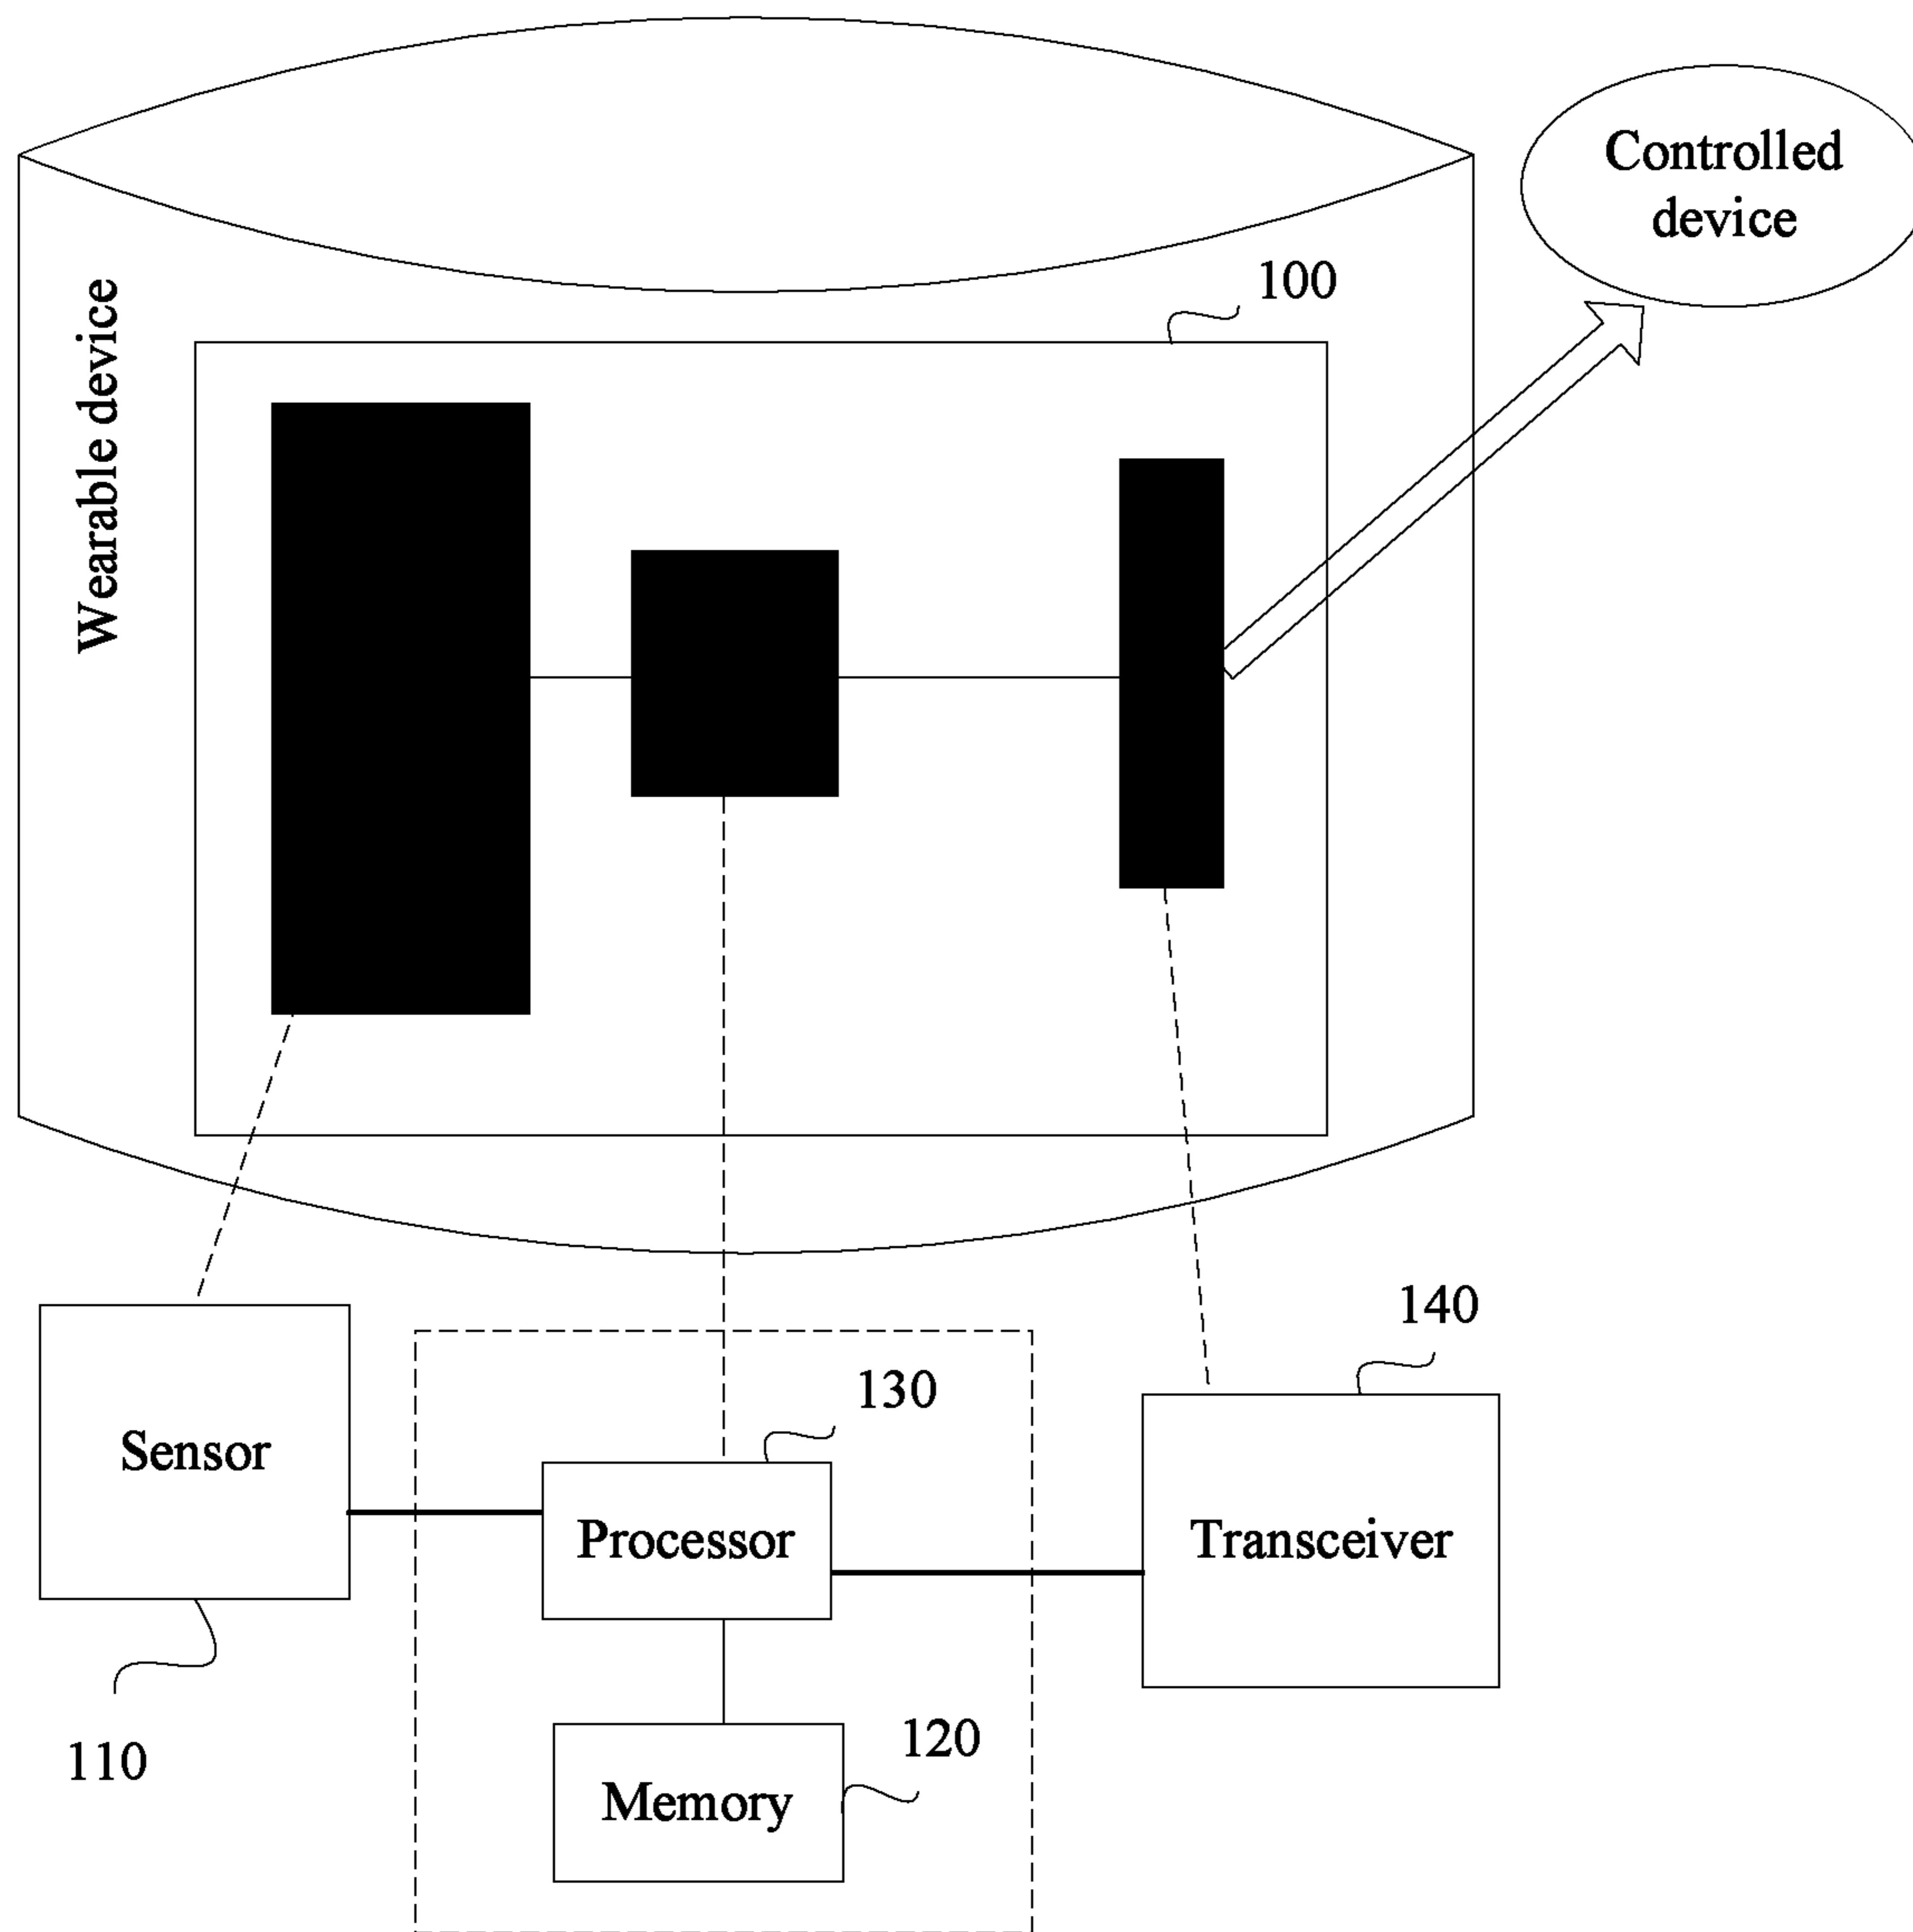 Controlled
device
100
Wearable device
140
130
Sensor
Processor
Transceiver
120
110
Memory